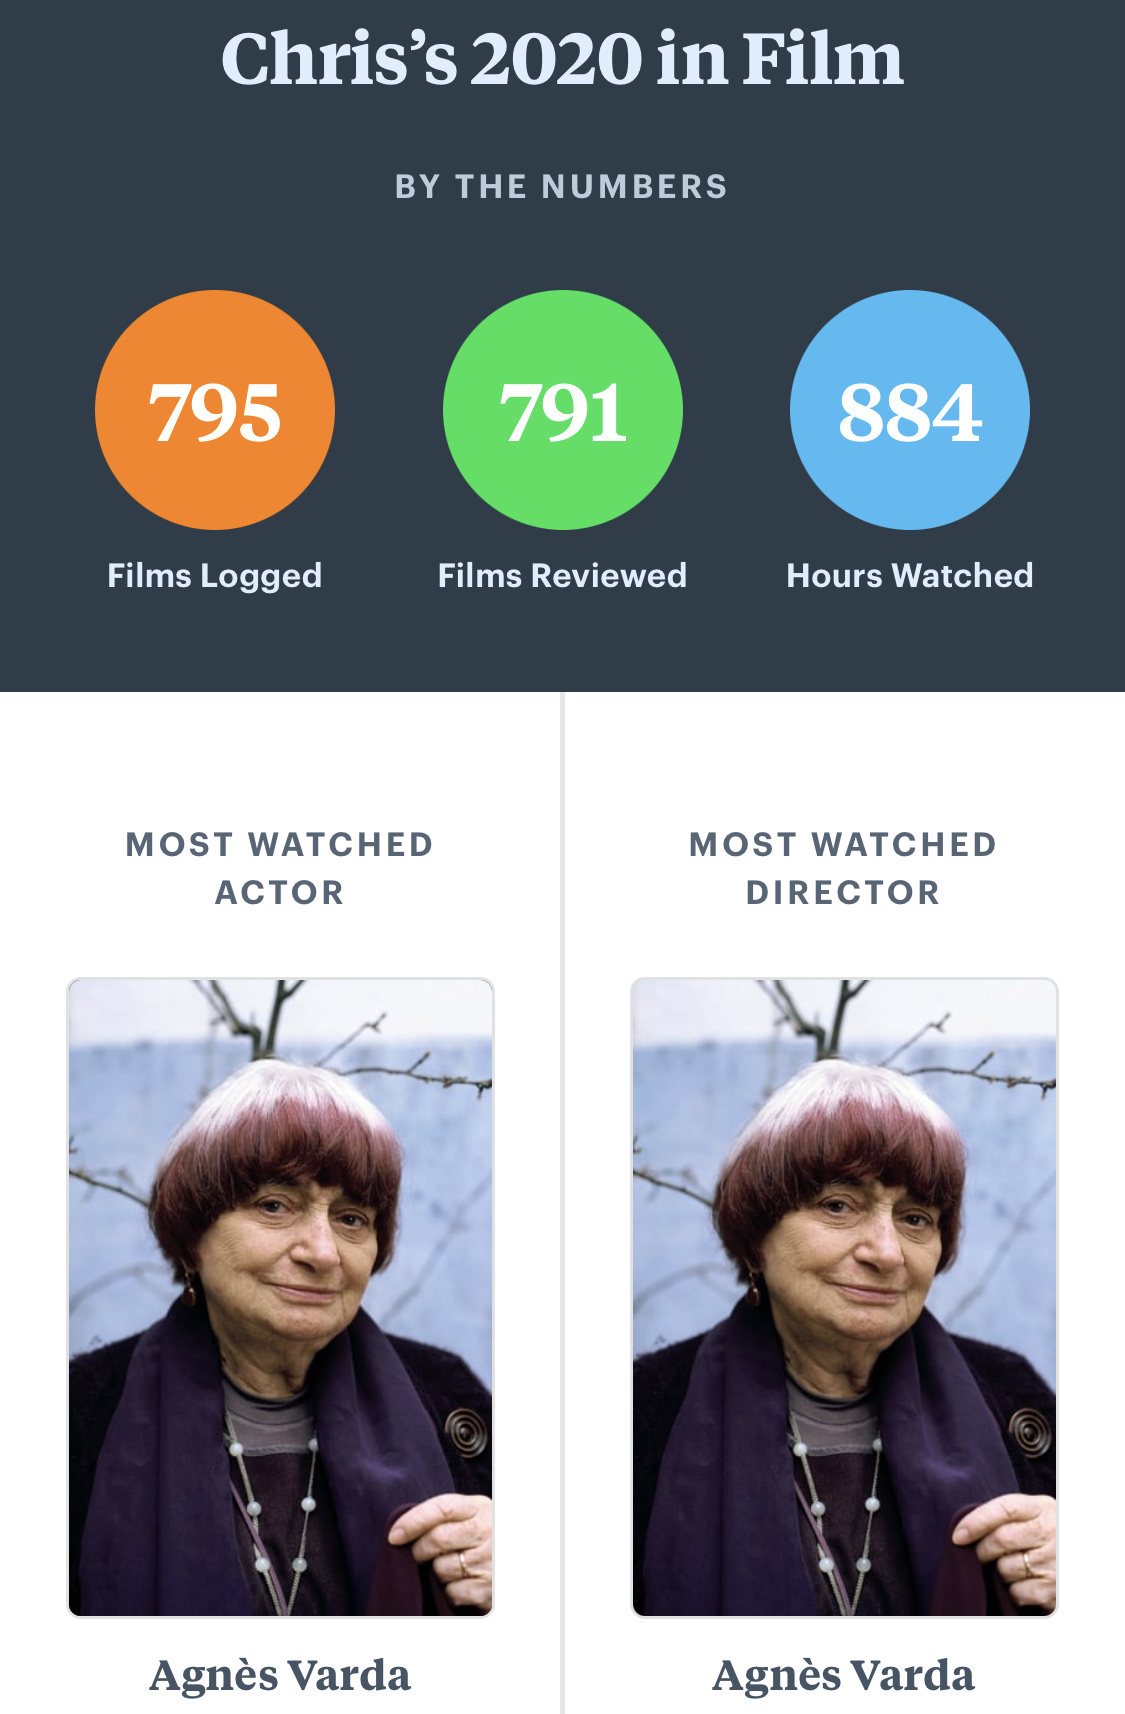 Chris’s 2020 in Film
BY THE NUMBERS
795
791
884
Films Logged
Films Reviewed
Hours Watched
MOST WATCHED
ACTOR
Agnès Varda
MOST WATCHED
DIRECTOR
Agnès Varda